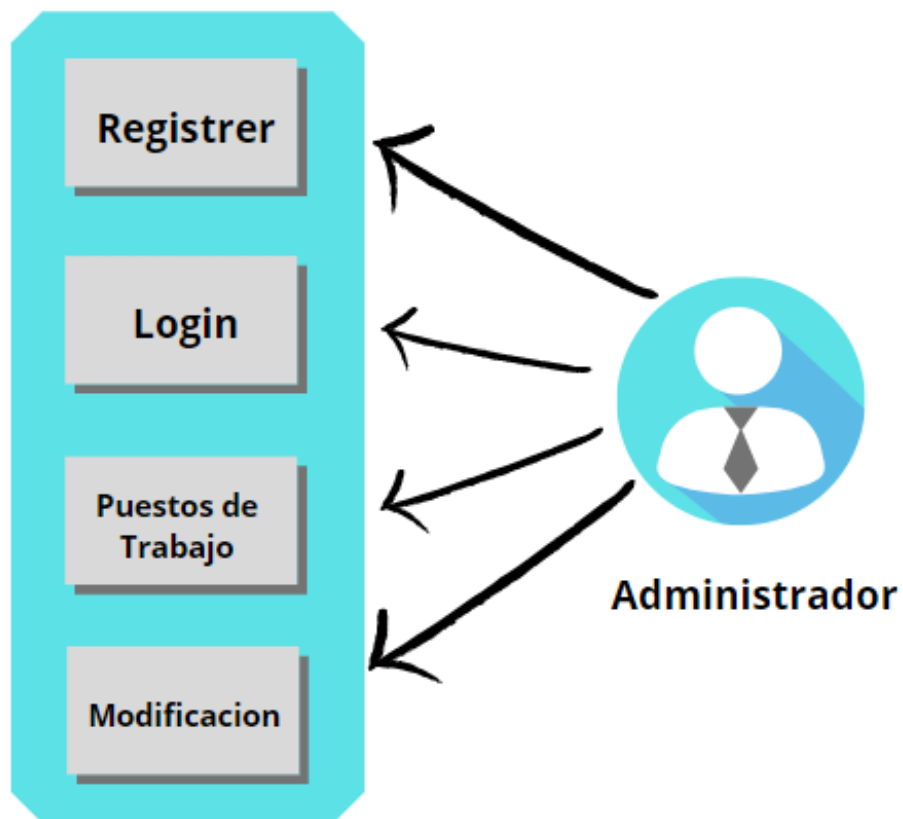 Registrer
Login
Puestos de
Trabajo
Modificacion
Administrador